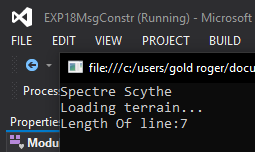 EXP18MsgConstr (Running) - Microsoft
FILE EDIT VIEW PROJECT BUILD
file:///c:/users/gold roger/docu
Proces
Properties
Modu
Spectre Scythe
Loading terrain...
Length Of line:7